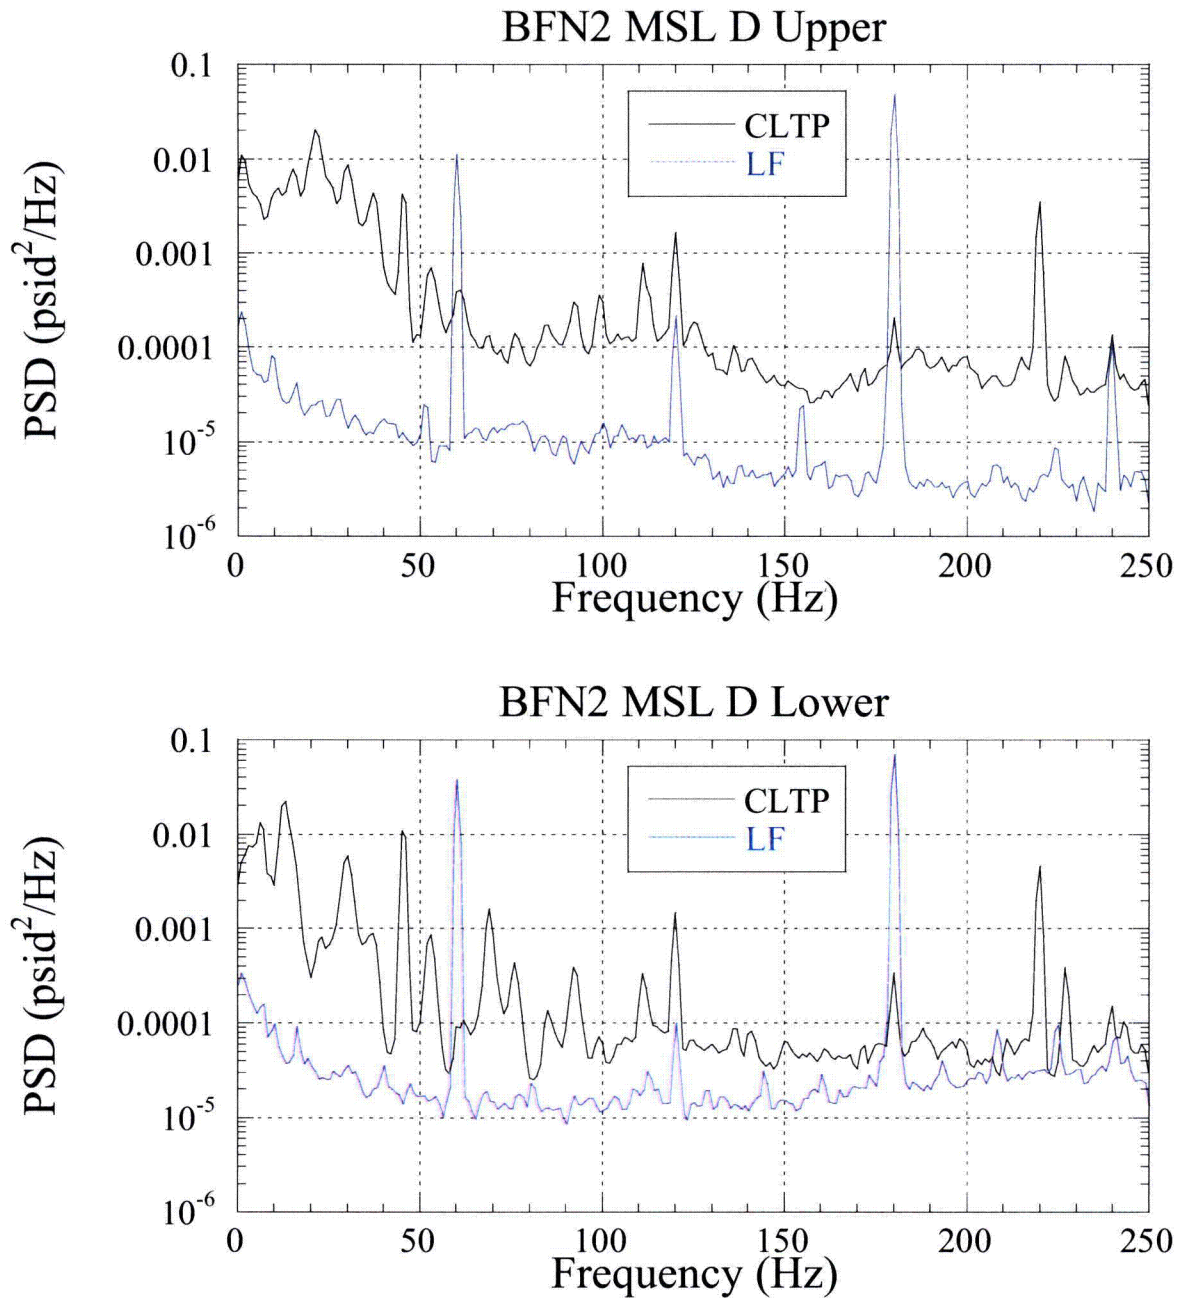 BFN2 MSL D Upper
0.1
0.01
0.001
0.0001
10-5
10-6
PSD (psid2/Hz)
CLTP
LF
0 50 100 150 200 250
Frequency (Hz)
BFN2 MSL D Lower
0.1
0.01
0.001
0.0001
10-5
10-6
PSD (psid2/Hz)
CLTP
LF
0 50 100 150 200 250
Frequency (Hz)